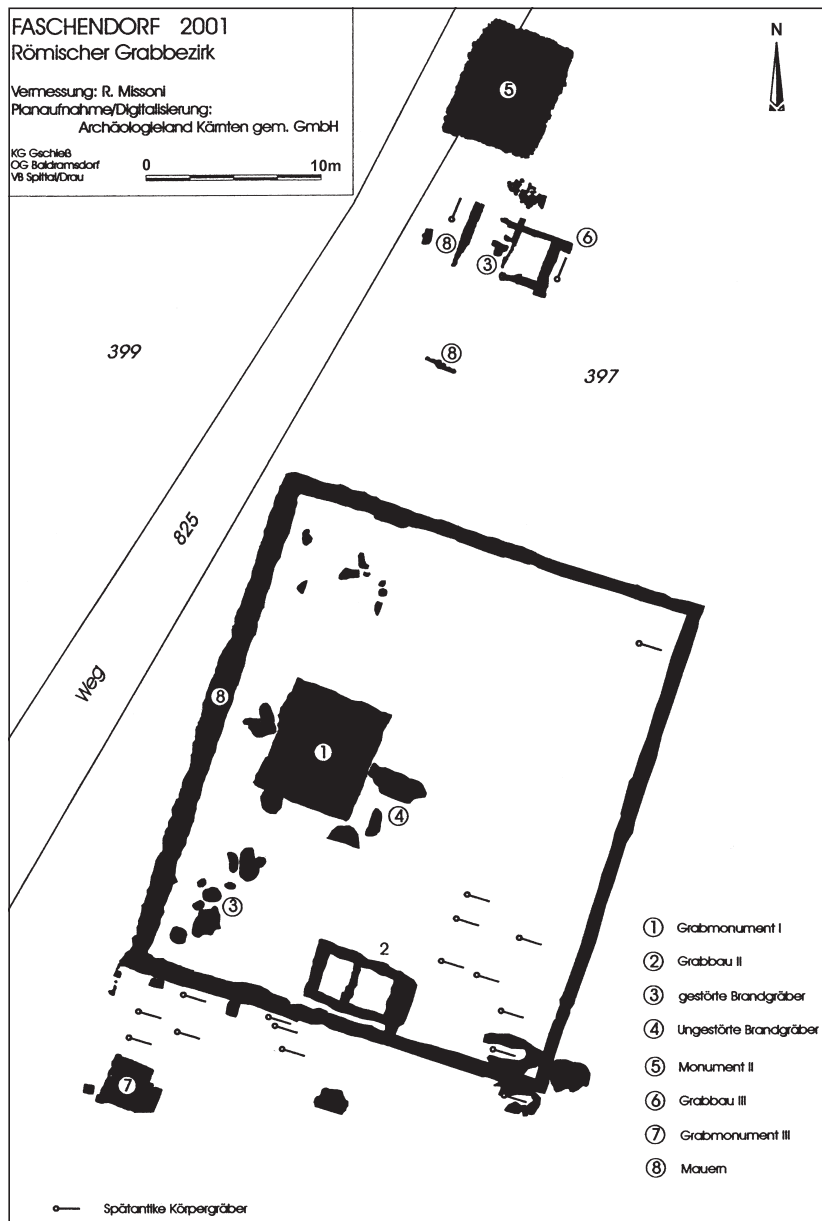 FASCHENDORF 2001
Römischer Grabbezirk
Vermessung: R. Missoni
Planaufnahme/Digitalisierung:
Archäologieland Kärnten gem. GmbH
KG Gschieß
OG Baldramsdorf
VB Spittal/Drau
0 10m
N
5
6
8
3
399
8
397
825
Weg
8
1
4
3
2
7
1 Grabmonument I
2 Grabbau II
3 gestörte Brandgräber
4 Ungestörte Brandgräber
5 Monument II
6 Grabbau III
7 Grabmonument III
8 Mauern
Spätantike Körpergräber